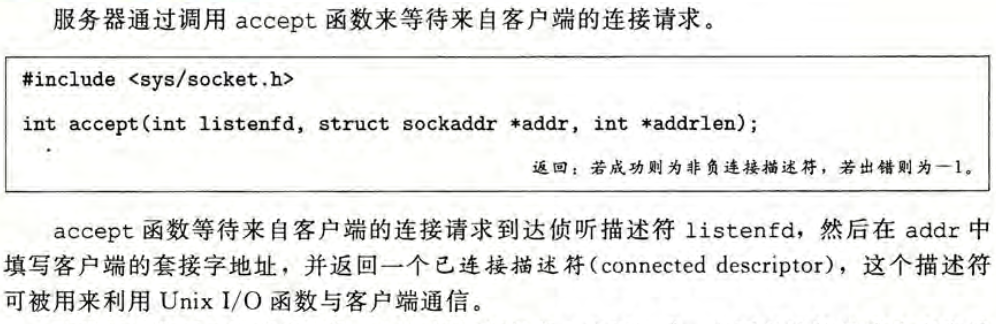 服务器通过调用 accept 函数来等待来自客户端的连接请求。
#include <sys/socket.h>
int accept(int listenfd, struct sockaddr *addr, int *addrlen);
返回：若成功则为非负连接描述符，若出错则为－1。
accept 函数等待来自客户端的连接请求到达侦听描述符 listenfd，然后在 addr 中
填写客户端的套接字地址，并返回一个已连接描述符(connected descriptor)，这个描述符
可被用来利用 Unix I/O 函数与客户端通信。